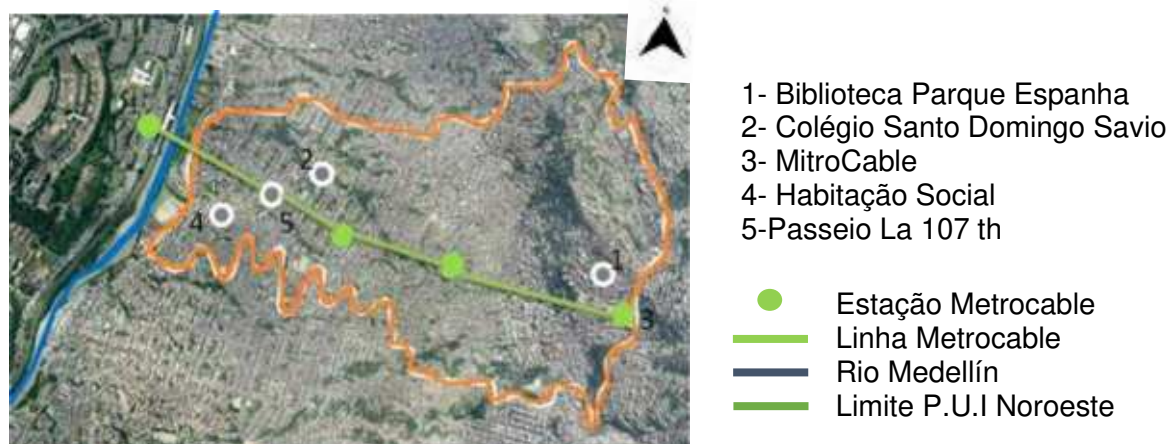 2
4
5
1
3
1- Biblioteca Parque Espanha
2- Colégio Santo Domingo Savio
3- MitroCable
4- Habitação Social
5-Passeio La 107 th
Estação Metrocable
Linha Metrocable
Rio Medellín
Limite P.U.I Noroeste